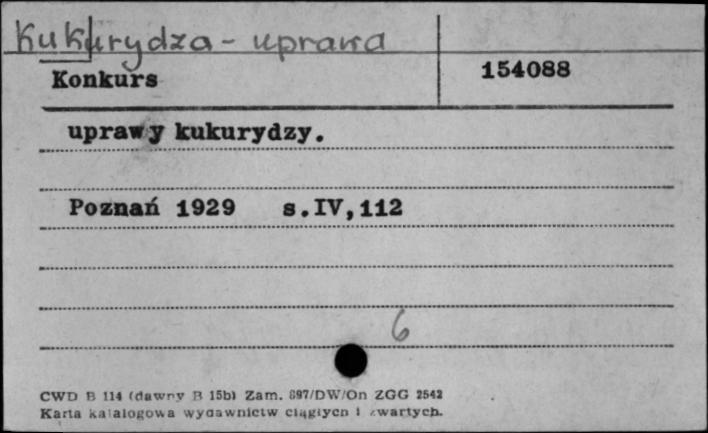 Kukurydza - uprawa
Konkurs 154088
uprawy kukurydzy.
Poznań 1929 s.IV,112
6
CWD B 114 (dawny B 15b) Zam. 697/DW/On ZGG 2542
Karta katalogowa wydawnictw ciągłych i zwartych.